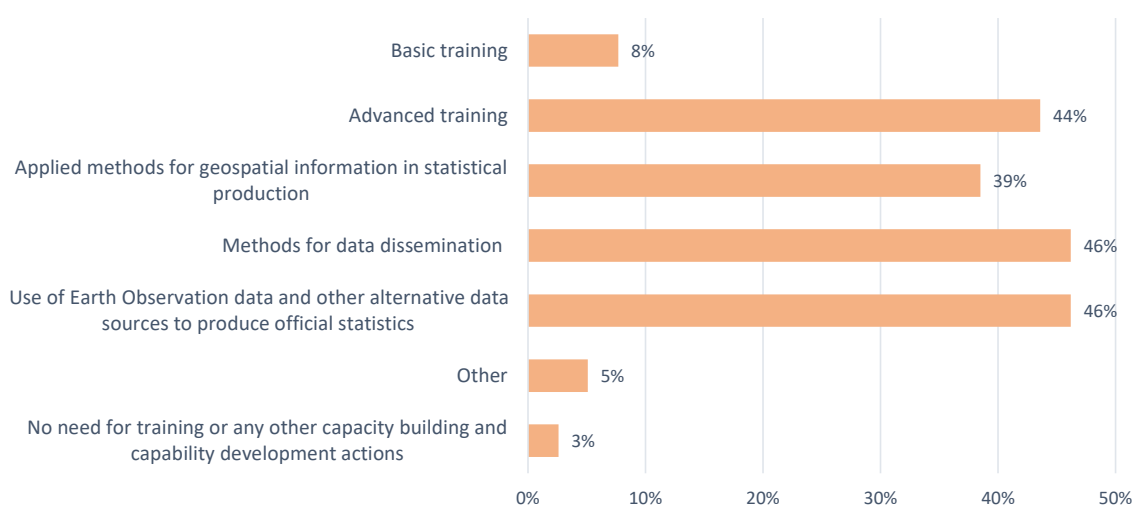 Basic training
8%
Advanced training
44%
Applied methods for geospatial information in statistical
production
39%
Methods for data dissemination
46%
Use of Earth Observation data and other alternative data
sources to produce official statistics
46%
Other
5%
No need for training or any other capacity building and
capability development actions
3%
0% 10% 20% 30% 40% 50%